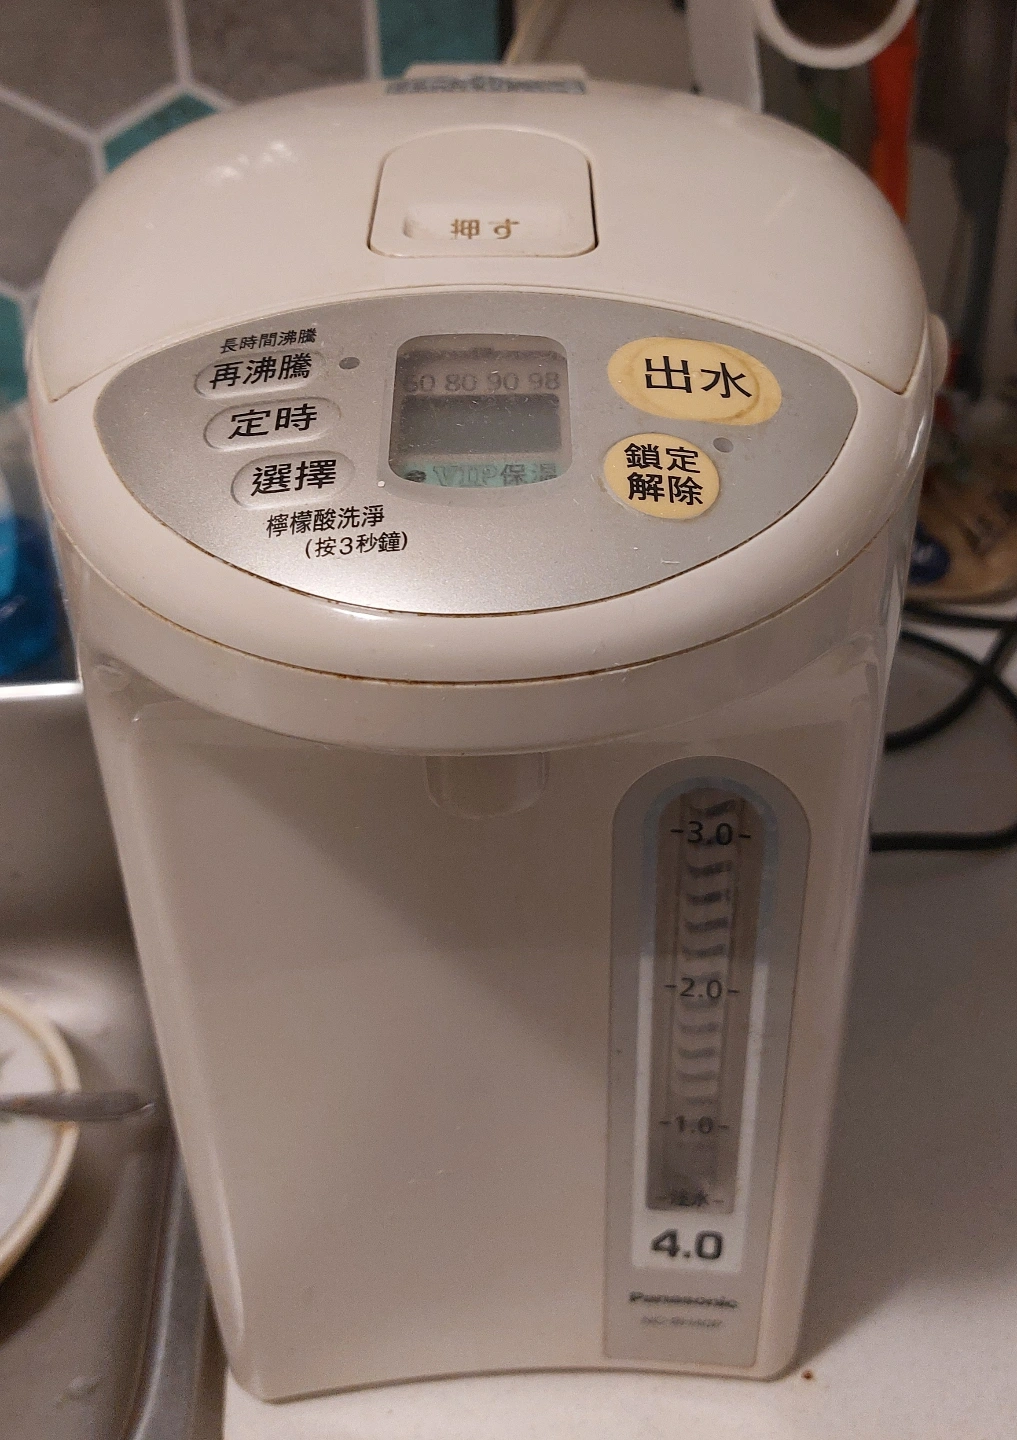 押す
長時間沸騰
再沸騰
定時
選擇
檸檬酸洗淨
(按3秒鐘)
60 80 90 98
VIP保溫
出水
鎖定
解除
-3.0-
-2.0-
-1.0-
4.0
Panasonic